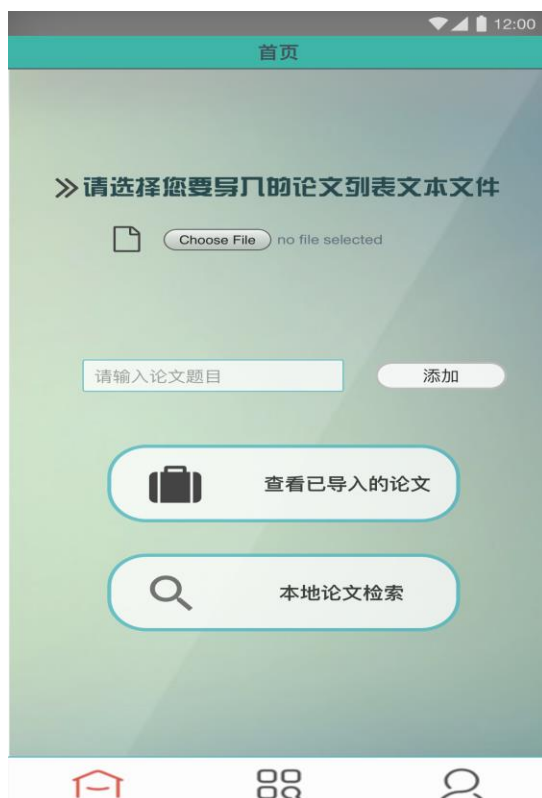 12:00
首页
请选择您要导入的论文列表文本文件
Choose File no file selected
请输入论文题目 添加
查看已导入的论文
本地论文检索